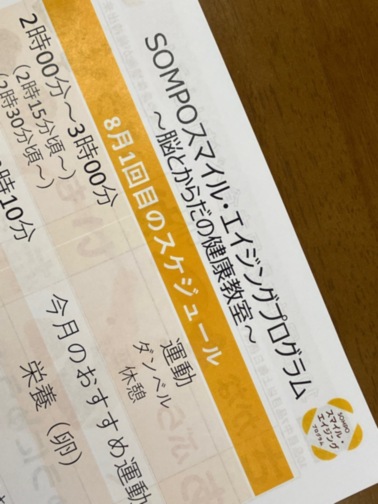 SOMPOスマイル・エイジングプログラム
～脳とからだの健康教室～
8月1回目のスケジュール
2時00分～3時00分
(2時15分頃～)
(2時30分頃～)
時10分
運動
ダンベル
休憩
今月のおすすめ運動
栄養(卵)
SOMPO
スマイル・
エイジング
プログラム